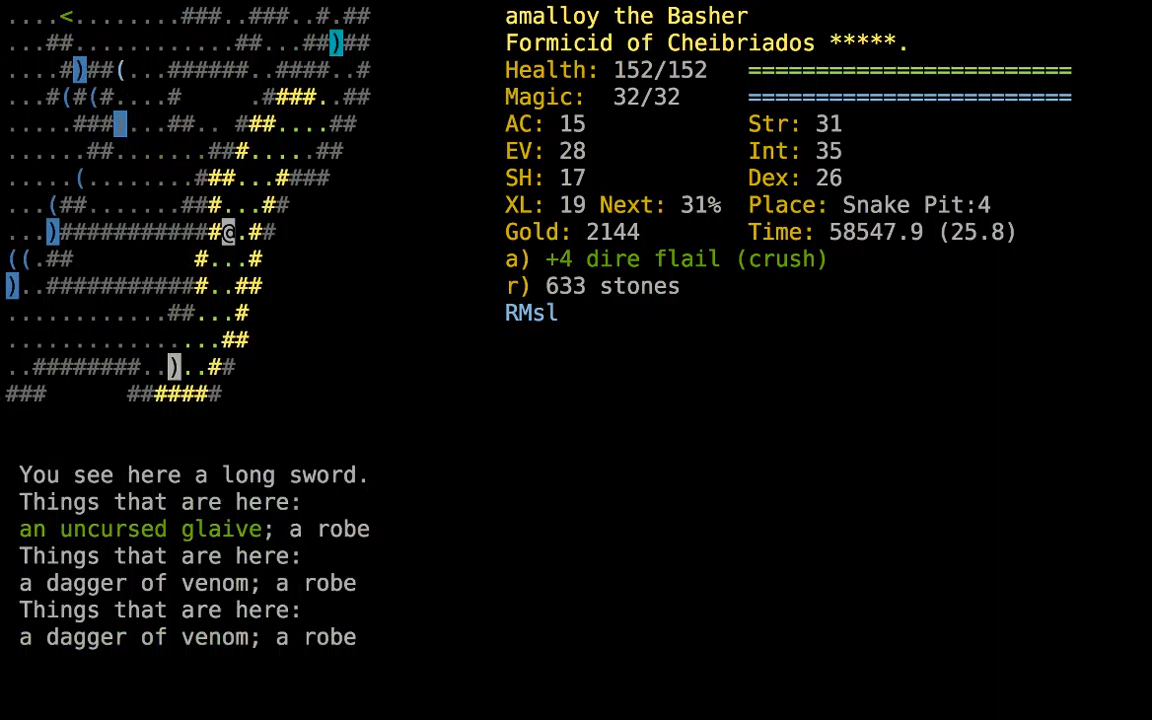 ....<........###..###..#.##
...##............##...##)##
....#)##(...######..####..#
...#(#(#....#     .####..##
.....### ...##.. ###....##
......##.......###.....##
.....(........###...####
...(##.......###...##
...)############@.##
((.##         #...#
)..############..##
............##...#
................##
..########..)..##
###      #######
amalloy the Basher
Formicid of Cheibriados *****.
Health: 152/152 ========================
Magic:  32/32   ========================
AC: 15            Str: 31
EV: 28            Int: 35
SH: 17            Dex: 26
XL: 19 Next: 31%  Place: Snake Pit:4
Gold: 2144        Time: 58547.9 (25.8)
a) +4 dire flail (crush)
r) 633 stones
RMsl
You see here a long sword.
Things that are here:
an uncursed glaive; a robe
Things that are here:
a dagger of venom; a robe
Things that are here:
a dagger of venom; a robe